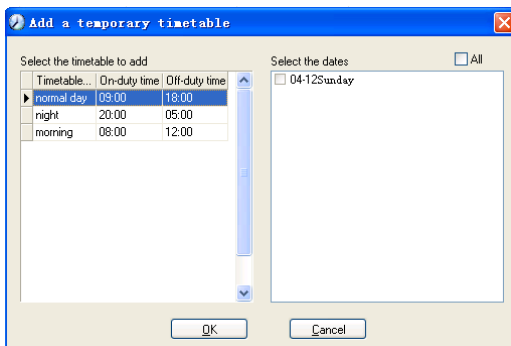 Add a temporary timetable
Select the timetable to add
Timetable... On-duty time Off-duty time
normal day 09:00 18:00
night 20:00 05:00
morning 08:00 12:00
Select the dates All
04-12Sunday
OK Cancel